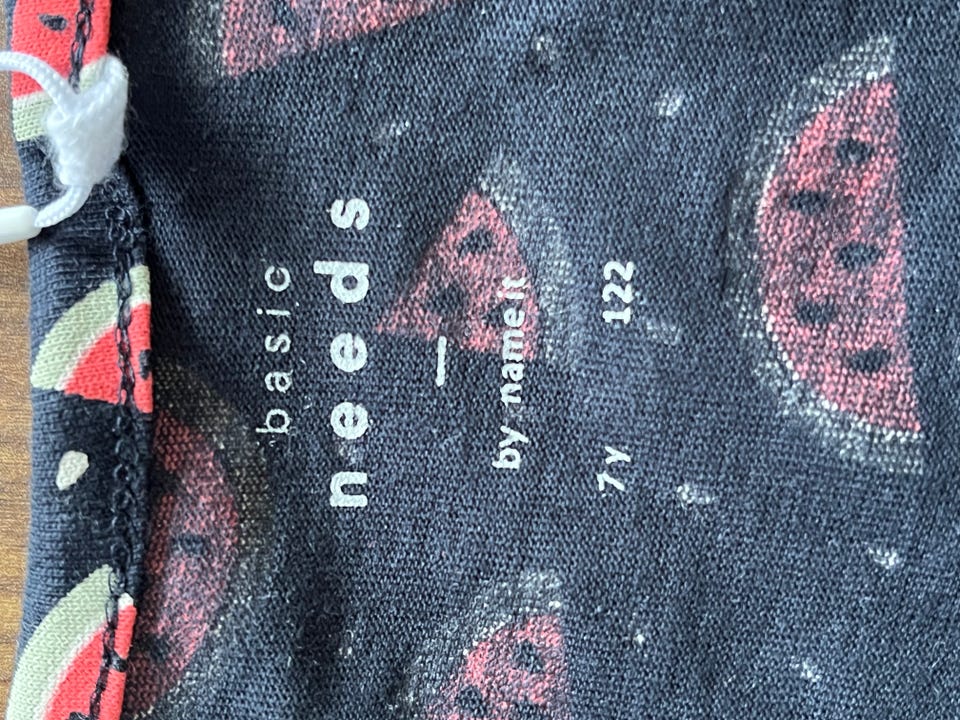 basic
needs
by name it
7y 122